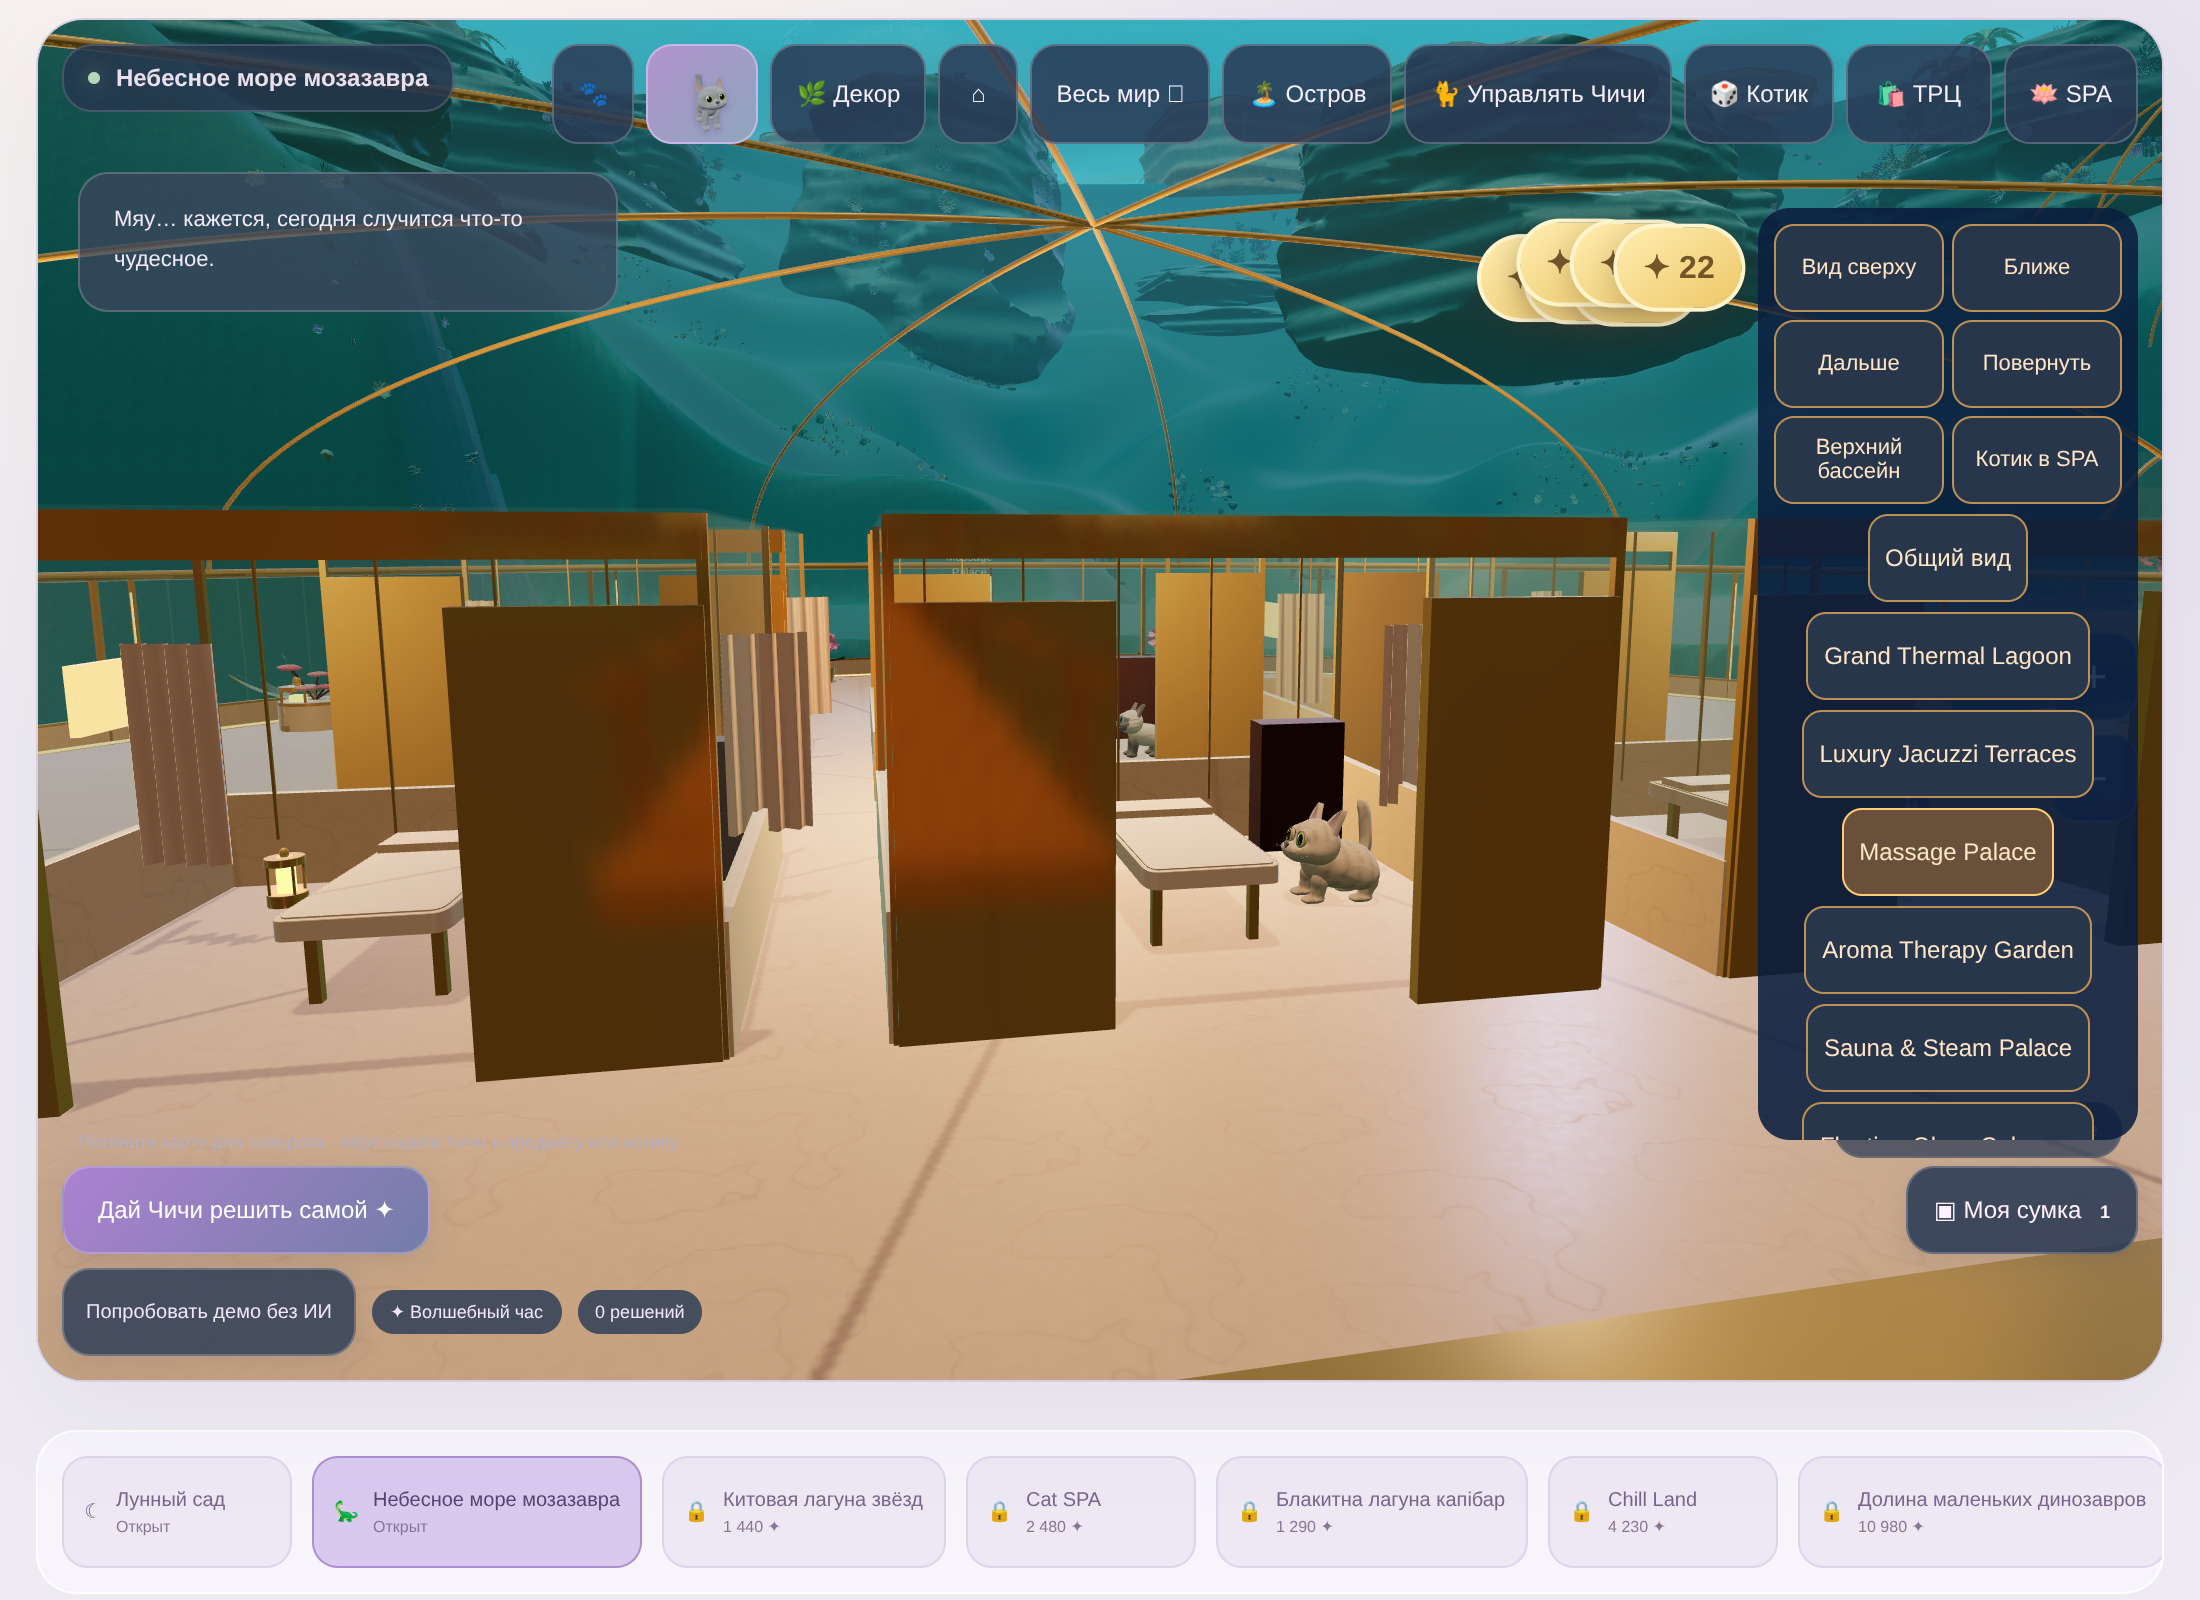 Небесное море мозазавра
🌿 Декор
Весь мир
🏝️ Остров
🐈 Управлять Чичи
🎲 Котик
🛍️ ТРЦ
🪷 SPA
Мяу… кажется, сегодня случится что-то
чудесное.
✦ 22
Вид сверху
Ближе
Дальше
Повернуть
Верхний
бассейн
Котик в SPA
Общий вид
Grand Thermal Lagoon
Luxury Jacuzzi Terraces
Massage Palace
Aroma Therapy Garden
Sauna & Steam Palace
Massage
Palace
Дай Чичи решить самой ✦
▣ Моя сумка 1
Попробовать демо без ИИ
✦ Волшебный час
0 решений
Лунный сад
Открыт
Небесное море мозазавра
Открыт
Китовая лагуна звёзд
1 440 ✦
Cat SPA
2 480 ✦
Блакитна лагуна капібар
1 290 ✦
Chill Land
4 230 ✦
Долина маленьких динозавров
10 980 ✦